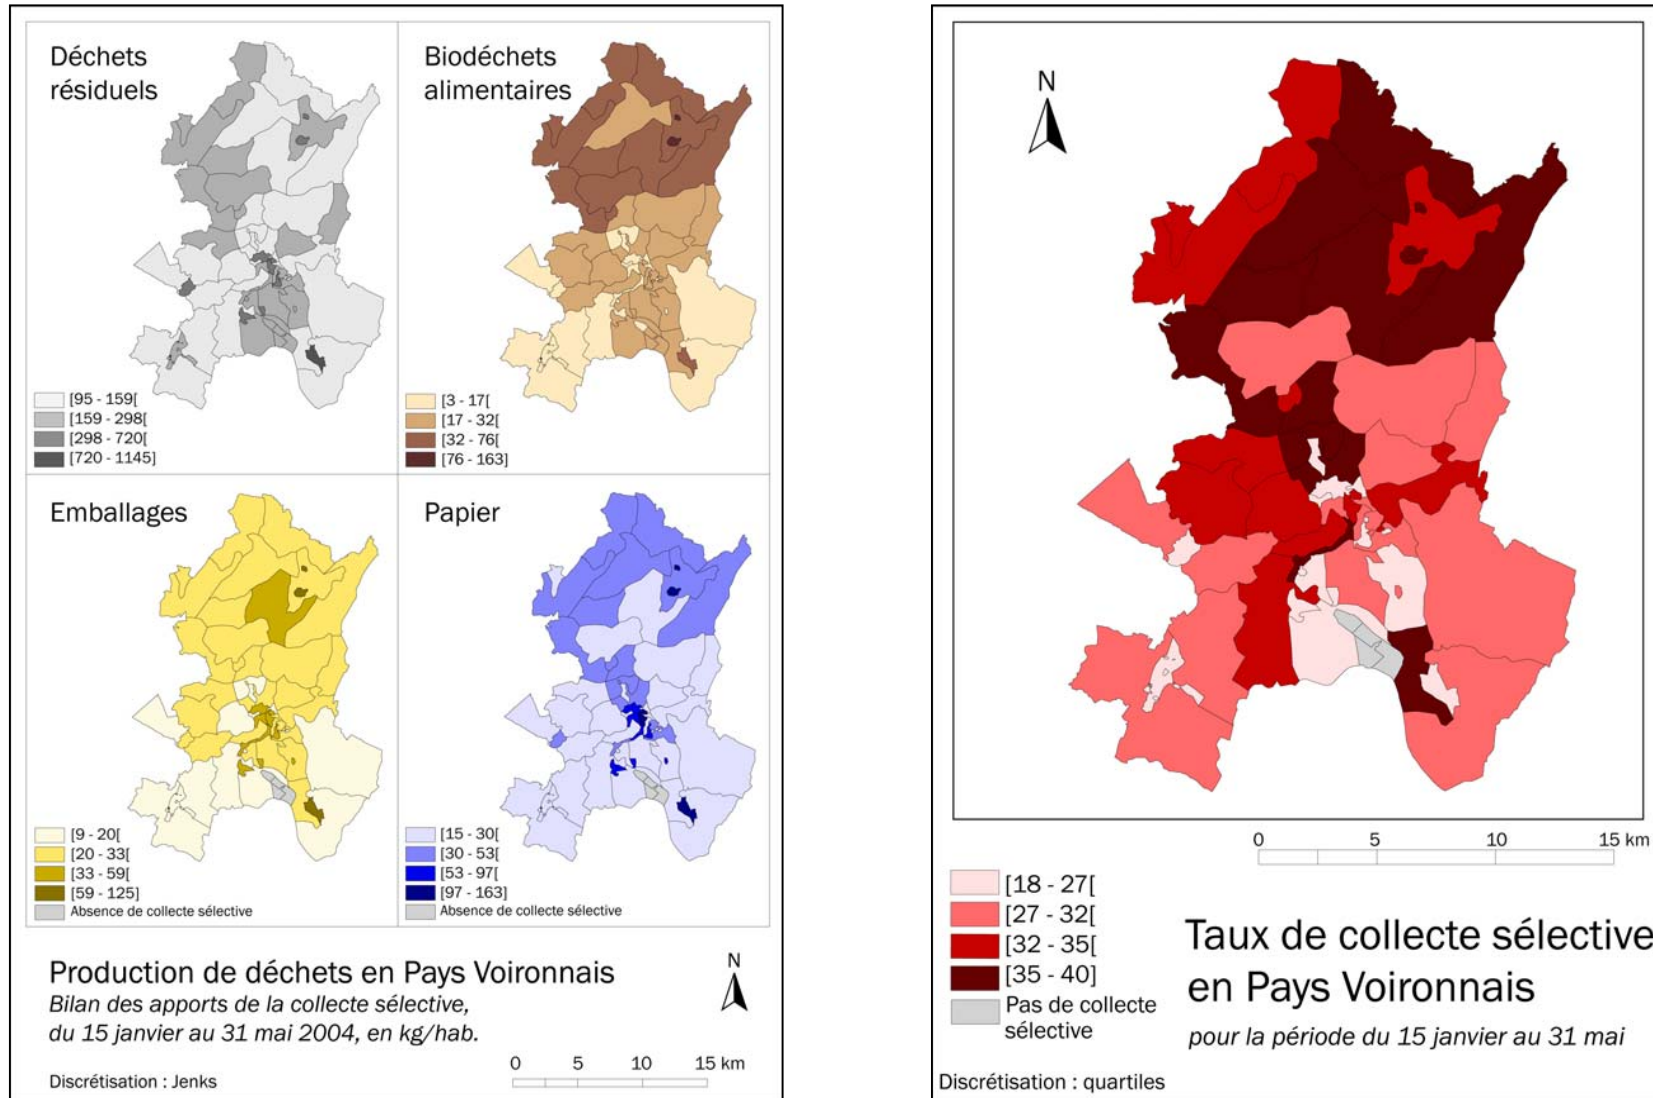 Déchets
résiduels
[95 - 159[
[159 - 298[
[298 - 720[
[720 - 1145]
Biodéchets
alimentaires
[3 - 17[
[17 - 32[
[32 - 76[
[76 - 163]
Emballages
[9 - 20[
[20 - 33[
[33 - 59[
[59 - 125]
Absence de collecte sélective
Papier
[15 - 30[
[30 - 53[
[53 - 97[
[97 - 163]
Absence de collecte sélective
Production de déchets en Pays Voironnais
Bilan des apports de la collecte sélective,
du 15 janvier au 31 mai 2004, en kg/hab.
N
0 5 10 15 km
Discrétisation : Jenks
N
0 5 10 15 km
[18 - 27[
[27 - 32[
[32 - 35[
[35 - 40]
Pas de collecte
sélective
Taux de collecte sélective
en Pays Voironnais
pour la période du 15 janvier au 31 mai
Discrétisation : quartiles